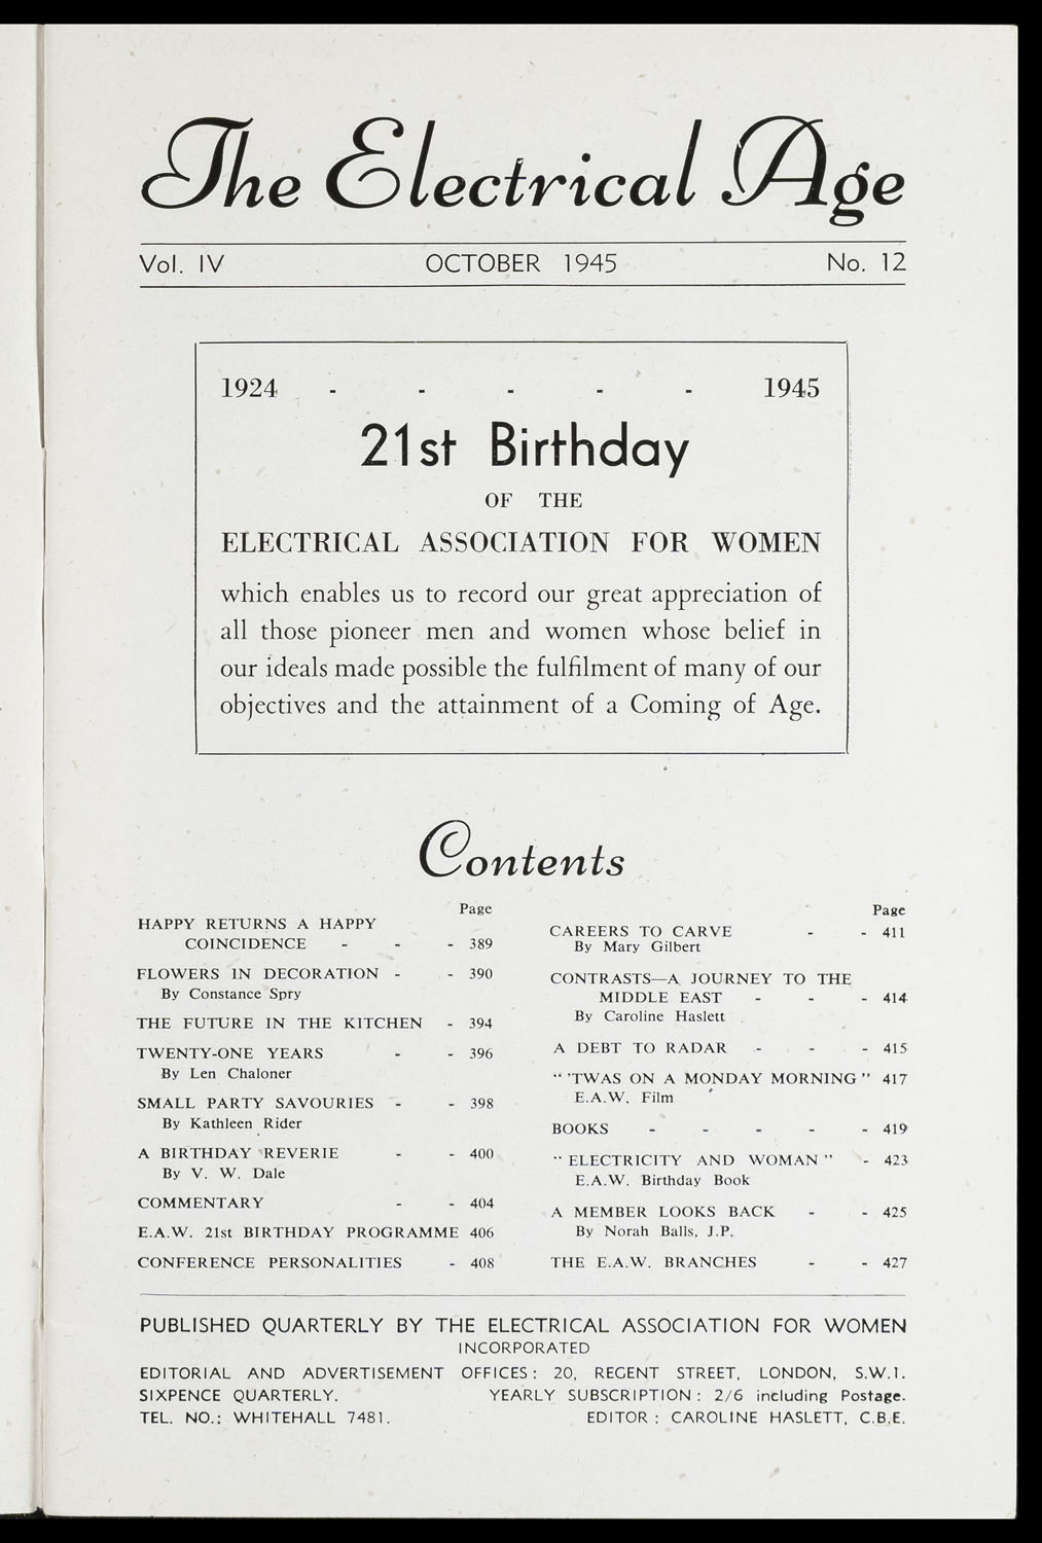 The Electrical Age
Vol. IV OCTOBER 1945 No. 12
1924 - - - - - 1945
21st Birthday
OF THE
ELECTRICAL ASSOCIATION FOR WOMEN
which enables us to record our great appreciation of
all those pioneer men and women whose belief in
our ideals made possible the fulfilment of many of our
objectives and the attainment of a Coming of Age.
Contents
Page
HAPPY RETURNS A HAPPY
COINCIDENCE - - - 389
FLOWERS IN DECORATION - - 390
By Constance Spry
THE FUTURE IN THE KITCHEN - 394
TWENTY-ONE YEARS - - 396
By Len Chaloner
SMALL PARTY SAVOURIES - - 398
By Kathleen Rider
A BIRTHDAY REVERIE - - 400
By V. W. Dale
COMMENTARY - - 404
E.A.W. 21st BIRTHDAY PROGRAMME 406
CONFERENCE PERSONALITIES - 408
Page
CAREERS TO CARVE - - 411
By Mary Gilbert
CONTRASTS—A JOURNEY TO THE
MIDDLE EAST - - - 414
By Caroline Haslett
A DEBT TO RADAR - - - 415
" 'TWAS ON A MONDAY MORNING " 417
E.A.W. Film
BOOKS - - - - - 419
" ELECTRICITY AND WOMAN " - 423
E.A.W. Birthday Book
A MEMBER LOOKS BACK - - 425
By Norah Balls, J.P.
THE E.A.W. BRANCHES - - 427
PUBLISHED QUARTERLY BY THE ELECTRICAL ASSOCIATION FOR WOMEN
INCORPORATED
EDITORIAL AND ADVERTISEMENT OFFICES: 20, REGENT STREET, LONDON, S.W.1.
SIXPENCE QUARTERLY. YEARLY SUBSCRIPTION: 2/6 including Postage.
TEL. NO.: WHITEHALL 7481. EDITOR: CAROLINE HASLETT, C.B.E.